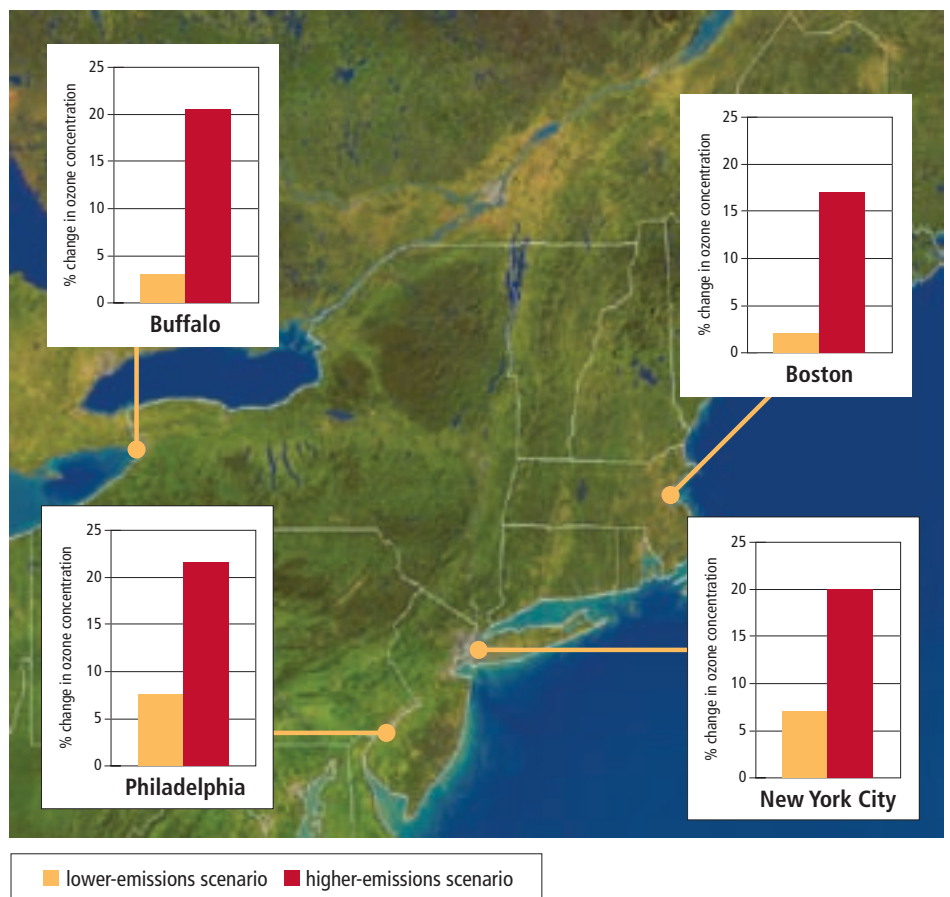 % change in ozone concentration
25
20
15
10
5
0
Buffalo
% change in ozone concentration
25
20
15
10
5
0
Boston
% change in ozone concentration
25
20
15
10
5
0
Philadelphia
% change in ozone concentration
25
20
15
10
5
0
New York City
lower-emissions scenario higher-emissions scenario